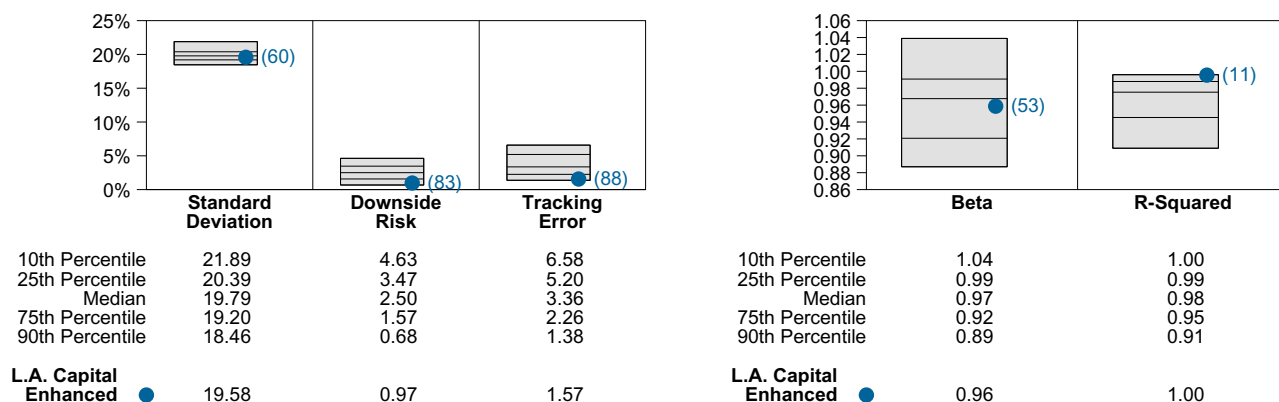 25%
20%
15%
10%
5%
0%
(60)
(83)
(88)
Standard Deviation
Downside Risk
Tracking Error
10th Percentile 21.89 4.63 6.58
25th Percentile 20.39 3.47 5.20
Median 19.79 2.50 3.36
75th Percentile 19.20 1.57 2.26
90th Percentile 18.46 0.68 1.38
L.A. Capital
Enhanced 19.58 0.97 1.57
1.06
1.04
1.02
1.00
0.98
0.96
0.94
0.92
0.90
0.88
0.86
(53)
(11)
Beta
R-Squared
10th Percentile 1.04 1.00
25th Percentile 0.99 0.99
Median 0.97 0.98
75th Percentile 0.92 0.95
90th Percentile 0.89 0.91
L.A. Capital
Enhanced 0.96 1.00